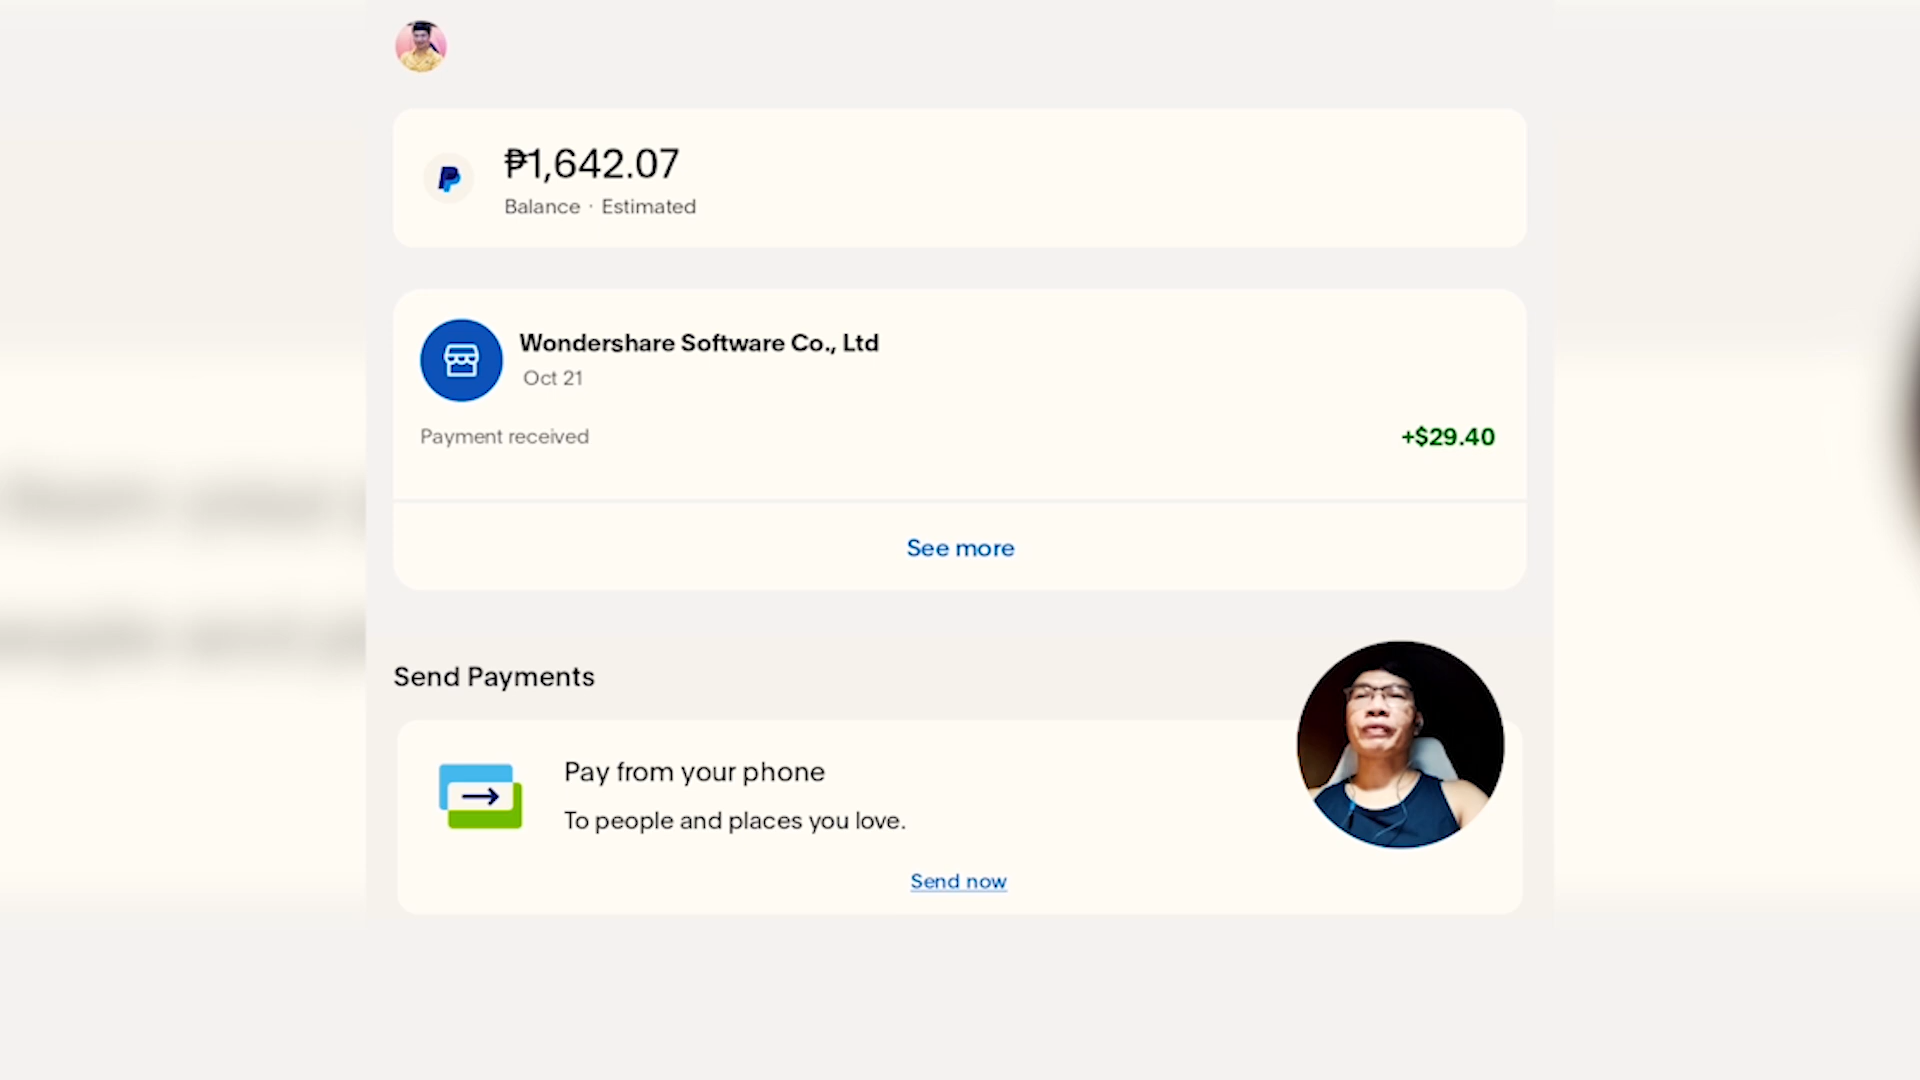 ₱1,642.07
Balance · Estimated
Wondershare Software Co., Ltd
Oct 21
Payment received
+$29.40
See more
Send Payments
Pay from your phone
To people and places you love.
Send now